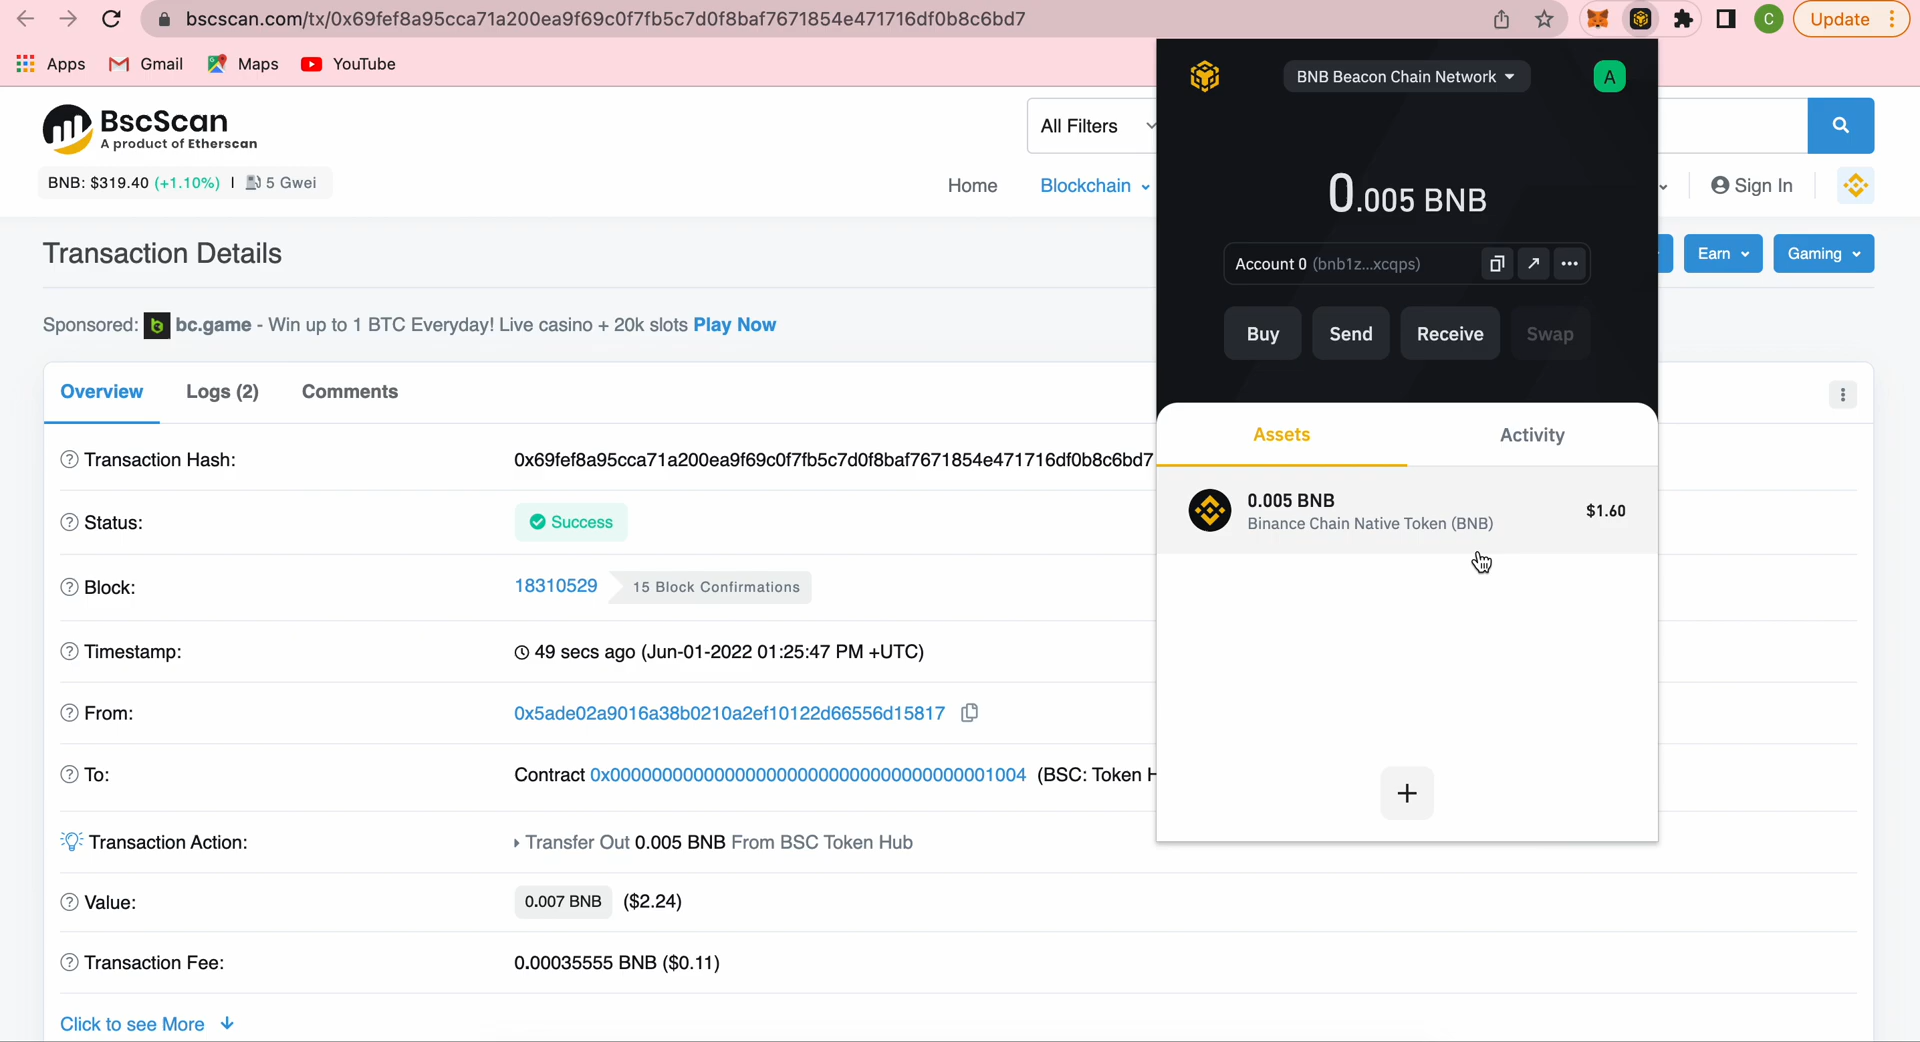 bscscan.com/tx/0x69fef8a95cca71a200ea9f69c0f7fb5c7d0f8baf7671854e471716df0b8c6bd7
C
Update
Apps
Gmail
Maps
YouTube
BscScan
A product of Etherscan
BNB: $319.40 (+1.10%) | 5 Gwei
All Filters
Home
Blockchain
Sign In
Transaction Details
Earn
Gaming
Sponsored: bc.game - Win up to 1 BTC Everyday! Live casino + 20k slots Play Now
Overview
Logs (2)
Comments
Transaction Hash:
0x69fef8a95cca71a200ea9f69c0f7fb5c7d0f8baf7671854e471716df0b8c6bd7
Status:
Success
Block:
18310529
15 Block Confirmations
Timestamp:
49 secs ago (Jun-01-2022 01:25:47 PM +UTC)
From:
0x5ade02a9016a38b0210a2ef10122d66556d15817
To:
Contract 0x0000000000000000000000000000000000001004 (BSC: Token H
Transaction Action:
Transfer Out 0.005 BNB From BSC Token Hub
Value:
0.007 BNB ($2.24)
Transaction Fee:
0.00035555 BNB ($0.11)
Click to see More
BNB Beacon Chain Network
A
0.005 BNB
Account 0 (bnb1z...xcqps)
Buy
Send
Receive
Swap
Assets
Activity
0.005 BNB
Binance Chain Native Token (BNB)
$1.60